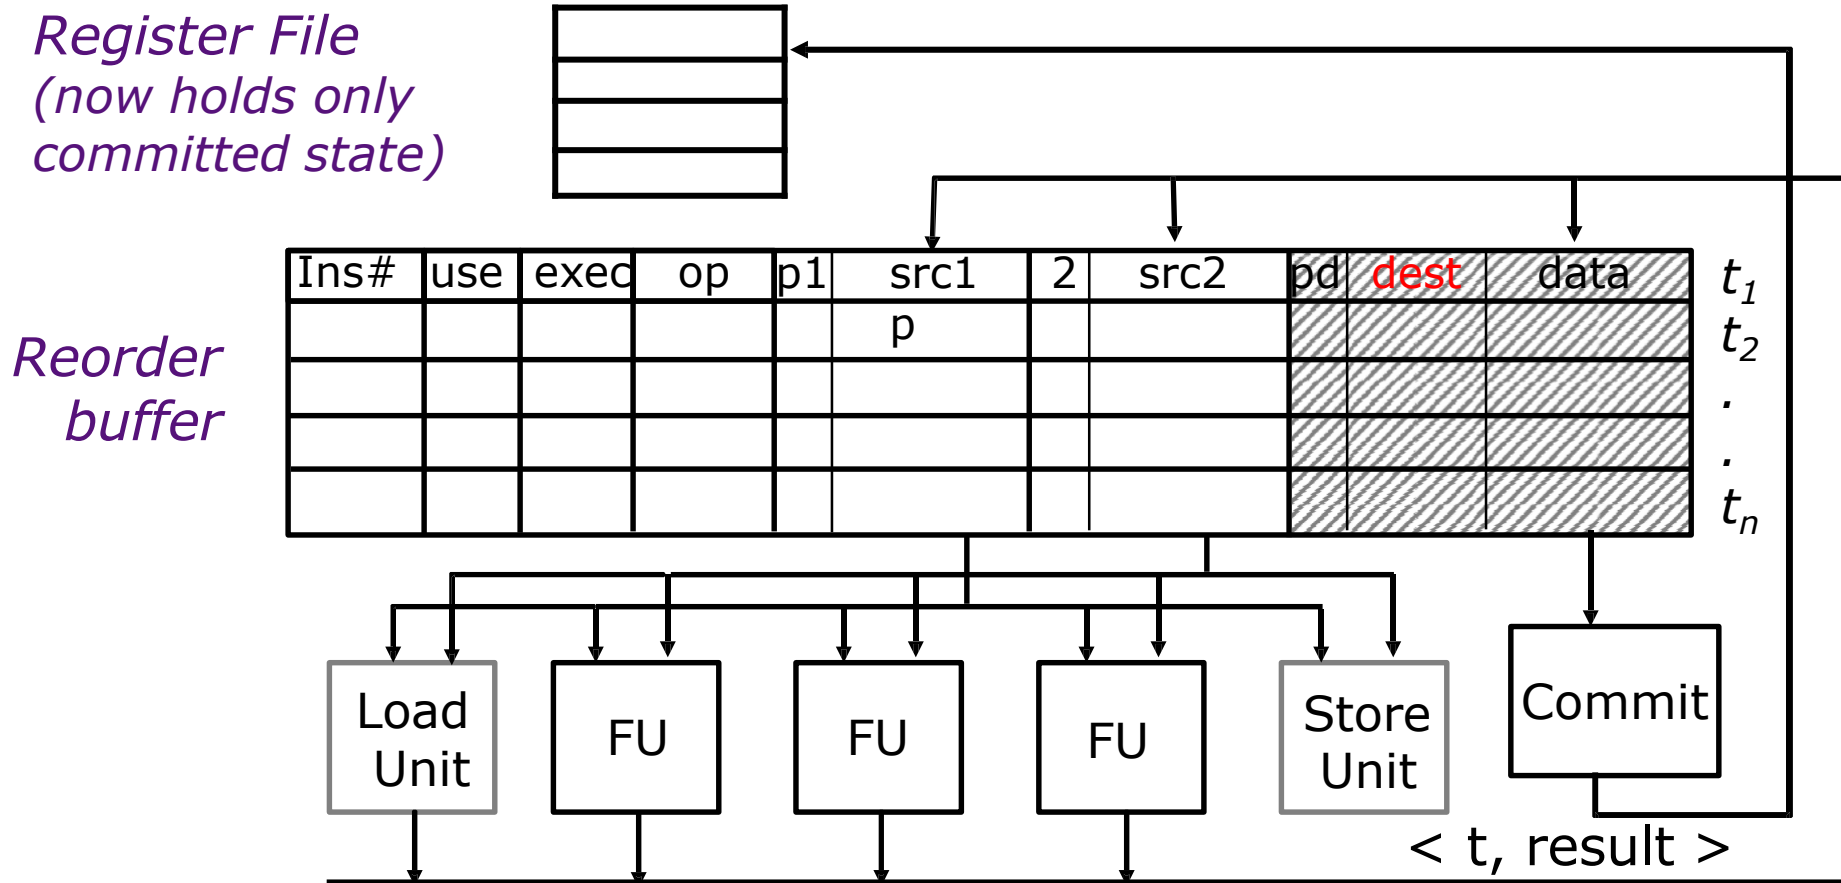 Register File
(now holds only
committed state)
Ins# use exec op p1 src1 2 src2 pd dest data t1
p t2
Reorder
buffer
.
.
tn
Load
Unit
FU
FU
FU
Store
Unit
Commit
< t, result >